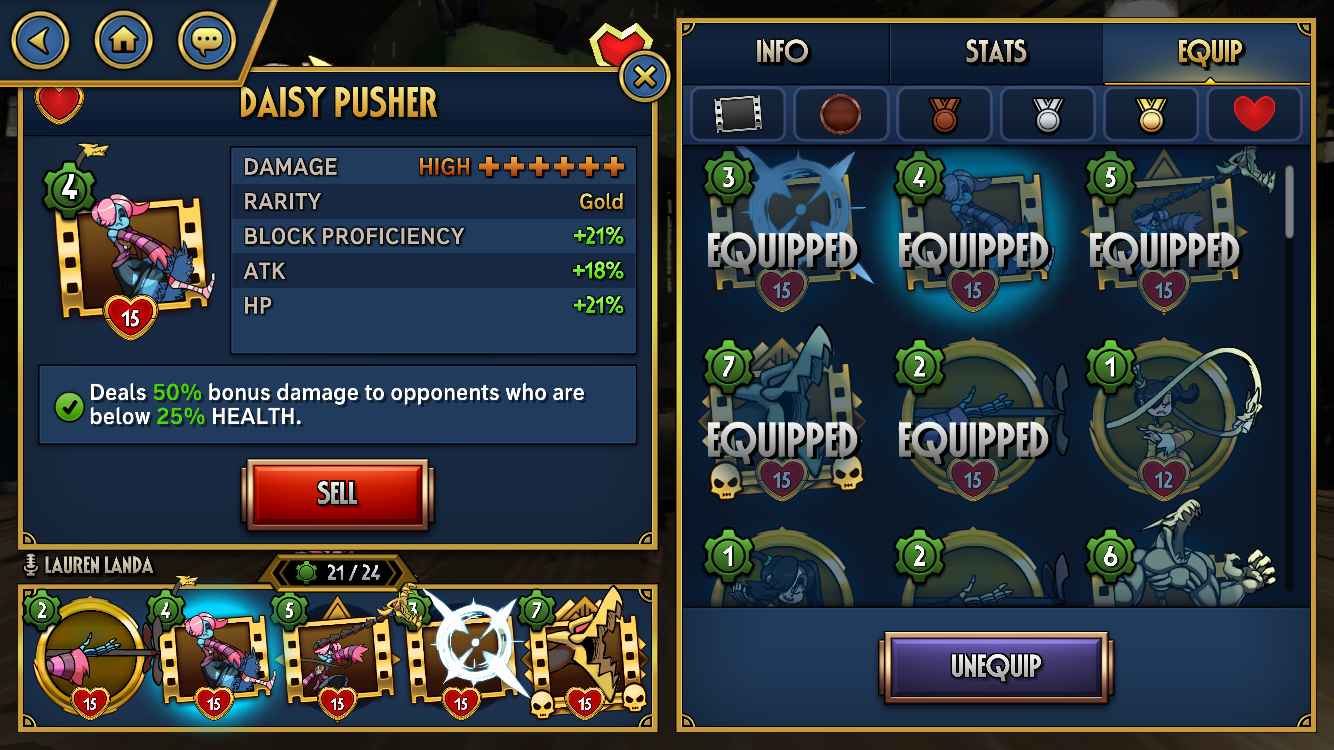 DAISY PUSHER
4
15
DAMAGE HIGH ++++++
RARITY Gold
BLOCK PROFICIENCY +21%
ATK +18%
HP +21%
Deals 50% bonus damage to opponents who are
below 25% HEALTH.
SELL
LAUREN LANDA
21 / 24
2 4 5 3 7
15 15 15 15 15
INFO STATS EQUIP
3 4 5
EQUIPPED EQUIPPED EQUIPPED
15 15 15
7 2 1
EQUIPPED EQUIPPED
15 15 12
1 2 6
UNEQUIP